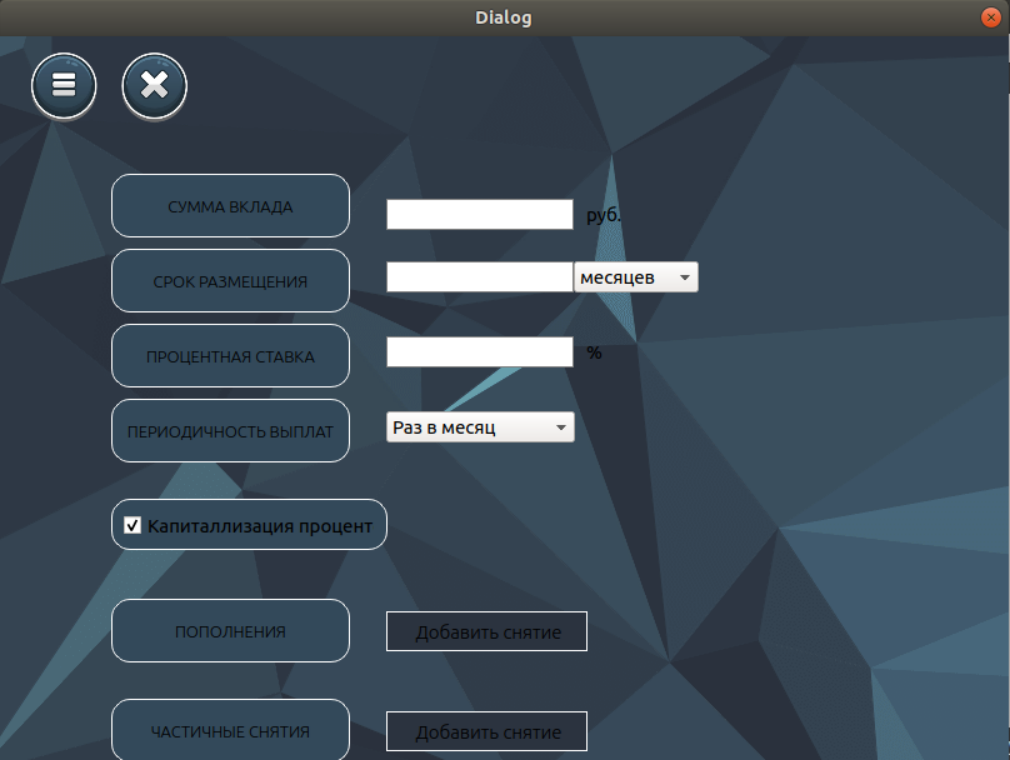 Dialog
СУММА ВКЛАДА
руб.
СРОК РАЗМЕЩЕНИЯ
месяцев
ПРОЦЕНТНАЯ СТАВКА
%
ПЕРИОДИЧНОСТЬ ВЫПЛАТ
Раз в месяц
Капиталлизация процент
ПОПОЛНЕНИЯ
Добавить снятие
ЧАСТИЧНЫЕ СНЯТИЯ
Добавить снятие